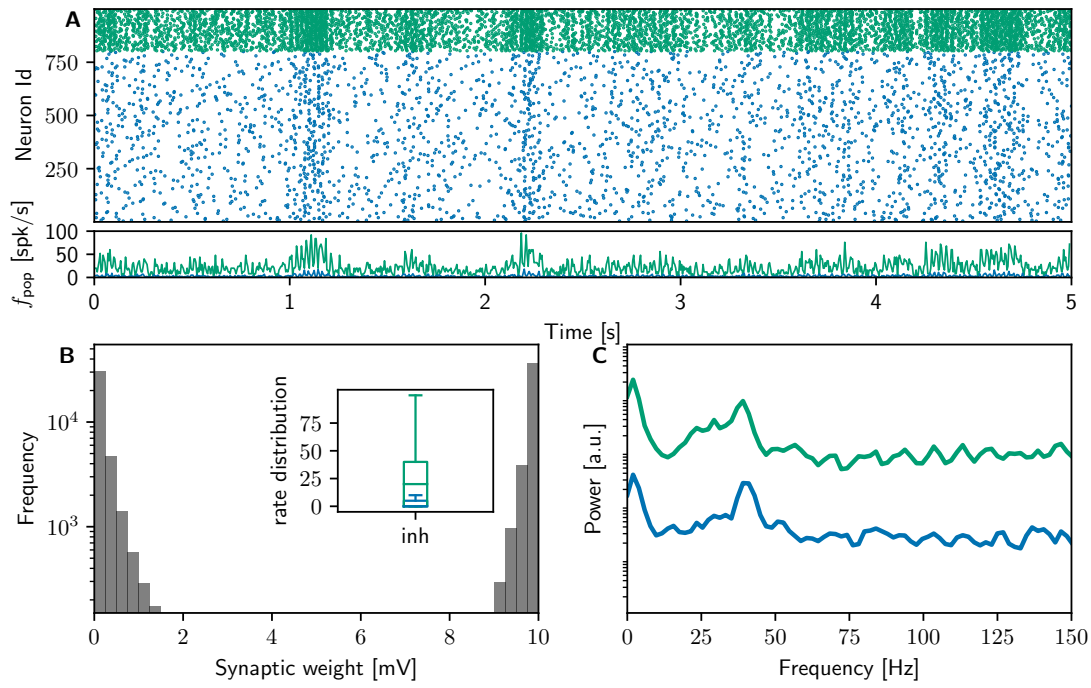 A
Neuron Id
750
500
250
f_pop [spk/s]
100
50
0
0 1 2 3 4 5
Time [s]
B
Frequency
10^4
10^3
rate distribution
75
50
25
0
inh
0 2 4 6 8 10
Synaptic weight [mV]
C
Power [a.u.]
0 25 50 75 100 125 150
Frequency [Hz]